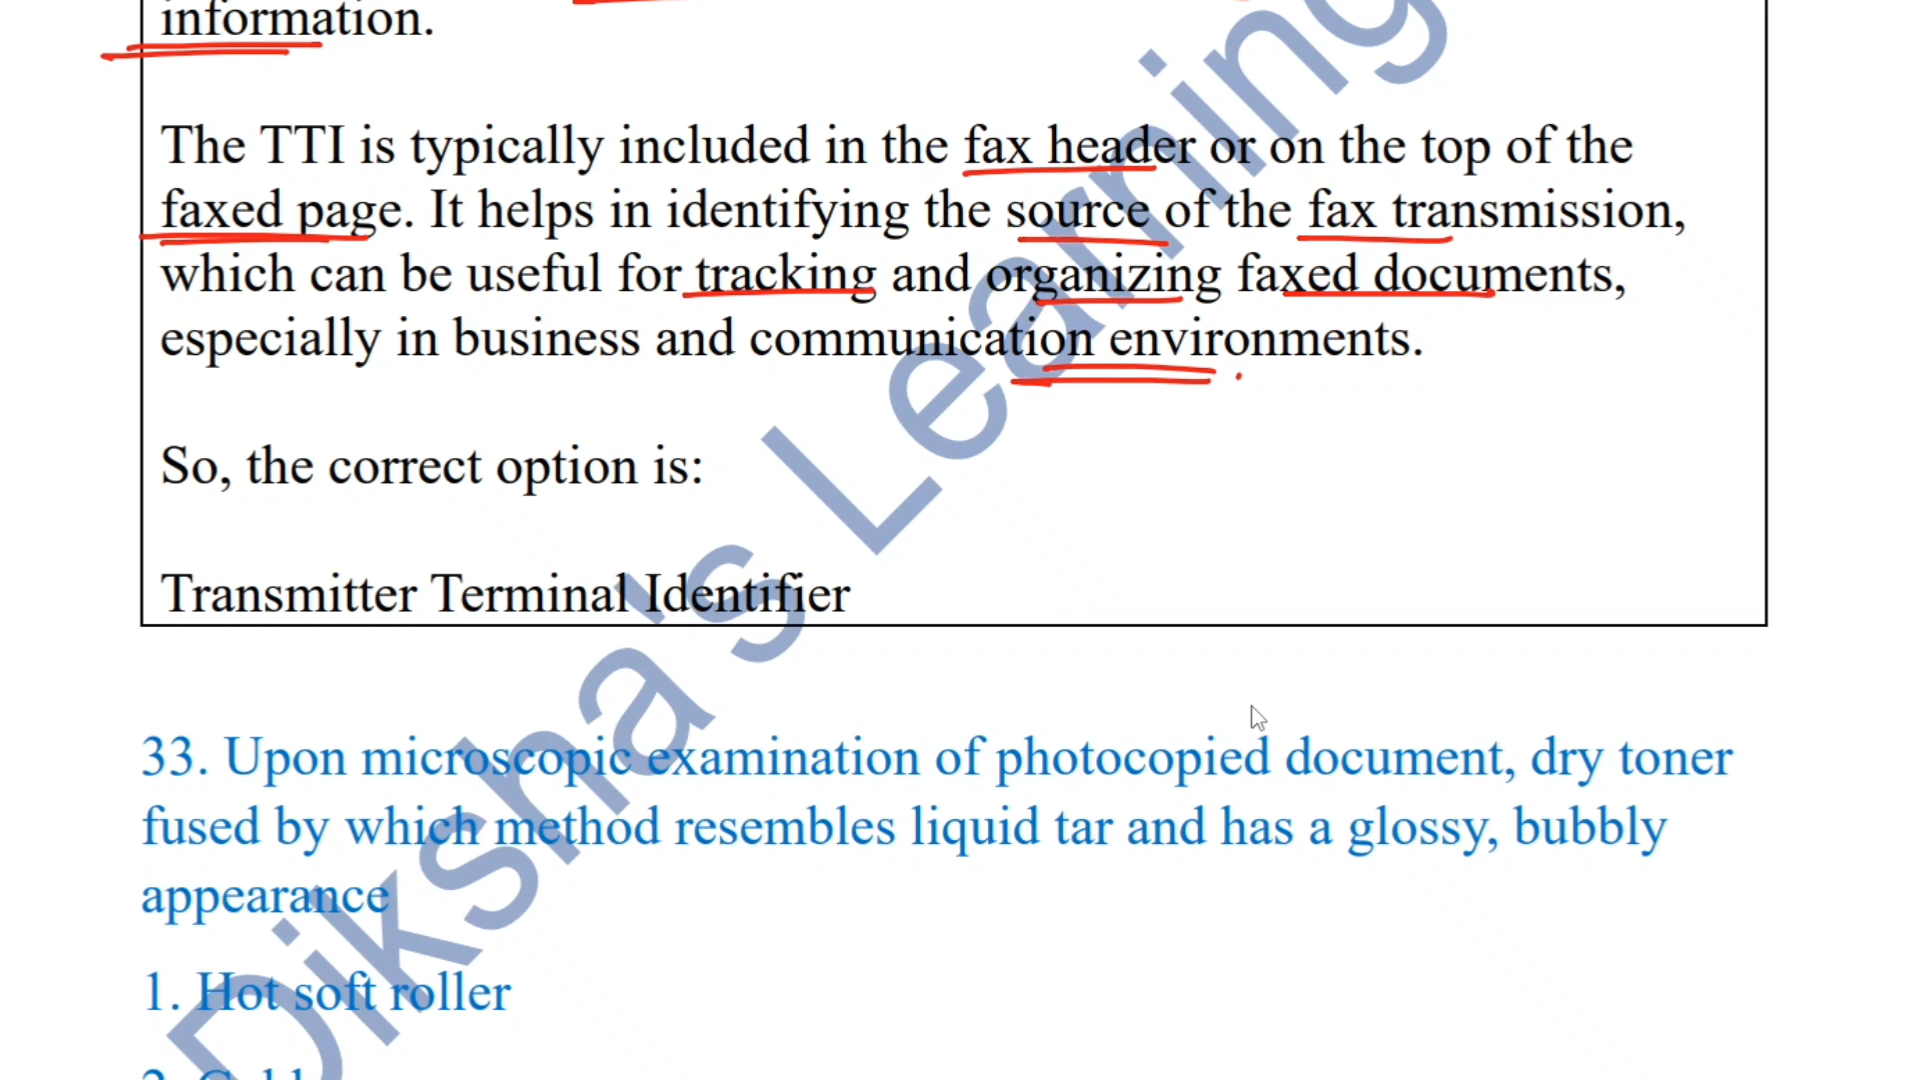 information.
The TTI is typically included in the fax header or on the top of the
faxed page. It helps in identifying the source of the fax transmission,
which can be useful for tracking and organizing faxed documents,
especially in business and communication environments.
So, the correct option is:
Transmitter Terminal Identifier
33. Upon microscopic examination of photocopied document, dry toner
fused by which method resembles liquid tar and has a glossy, bubbly
appearance
1. Hot soft roller
Diksha's Learning